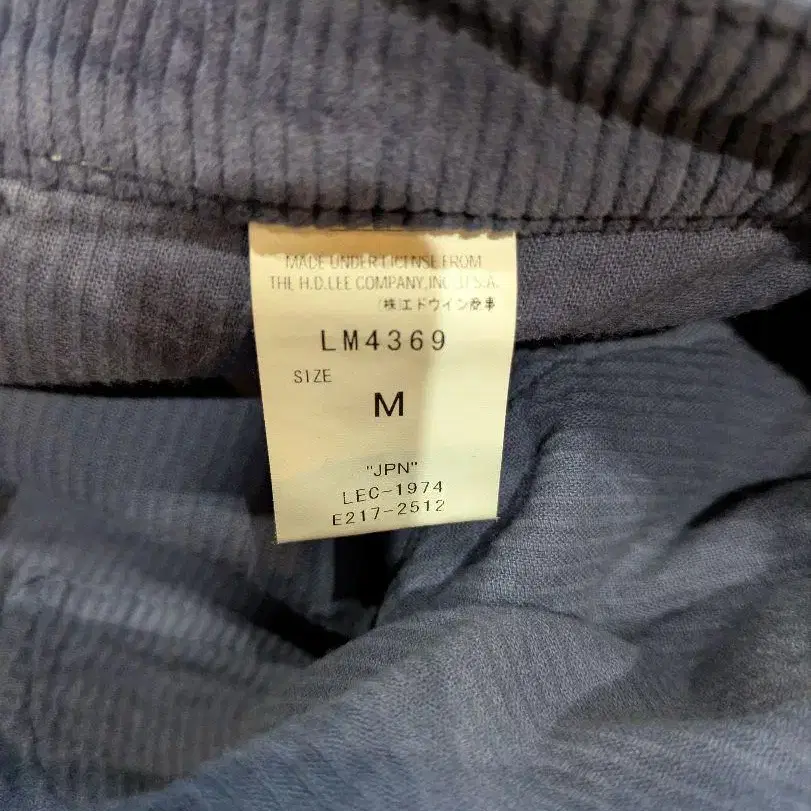 MADE UNDER LICENSE FROM
THE H.D.LEE COMPANY,INC.,U.S.A.
(株)エドウイン商事
LM4369
SIZE
M
"JPN"
LEC-1974
E217-2512